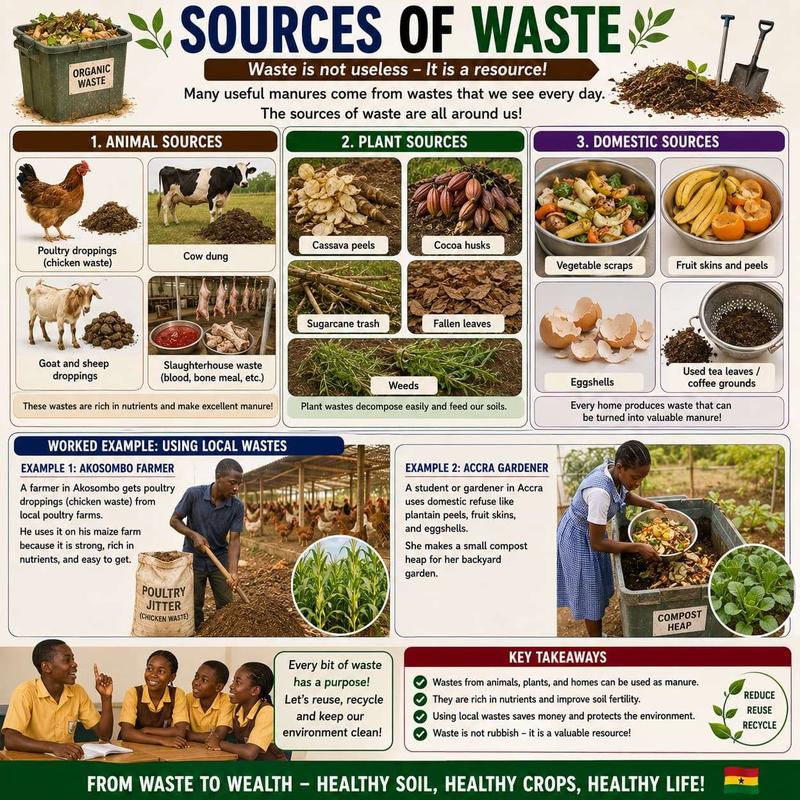 SOURCES OF WASTE
ORGANIC
WASTE
Waste is not useless – It is a resource!
Many useful manures come from wastes that we see every day.
The sources of waste are all around us!
1. ANIMAL SOURCES
Poultry droppings
(chicken waste)
Cow dung
Goat and sheep
droppings
Slaughterhouse waste
(blood, bone meal, etc.)
These wastes are rich in nutrients and make excellent manure!
2. PLANT SOURCES
Cassava peels
Cocoa husks
Sugarcane trash
Fallen leaves
Weeds
Plant wastes decompose easily and feed our soils.
3. DOMESTIC SOURCES
Vegetable scraps
Fruit skins and peels
Eggshells
Used tea leaves /
coffee grounds
Every home produces waste that can
be turned into valuable manure!
WORKED EXAMPLE: USING LOCAL WASTES
EXAMPLE 1: AKOSOMBO FARMER
A farmer in Akosombo gets poultry
droppings (chicken waste) from
local poultry farms.
He uses it on his maize farm
because it is strong, rich in
nutrients, and easy to get.
POULTRY
JITTER
(CHICKEN WASTE)
EXAMPLE 2: ACCRA GARDENER
A student or gardener in Accra
uses domestic refuse like
plantain peels, fruit skins,
and eggshells.
She makes a small compost
heap for her backyard
garden.
COMPOST
HEAP
Every bit of waste
has a purpose!
Let's reuse, recycle
and keep our
environment clean!
KEY TAKEAWAYS
Wastes from animals, plants, and homes can be used as manure.
They are rich in nutrients and improve soil fertility.
Using local wastes saves money and protects the environment.
Waste is not rubbish – it is a valuable resource!
REDUCE
REUSE
RECYCLE
FROM WASTE TO WEALTH – HEALTHY SOIL, HEALTHY CROPS, HEALTHY LIFE!